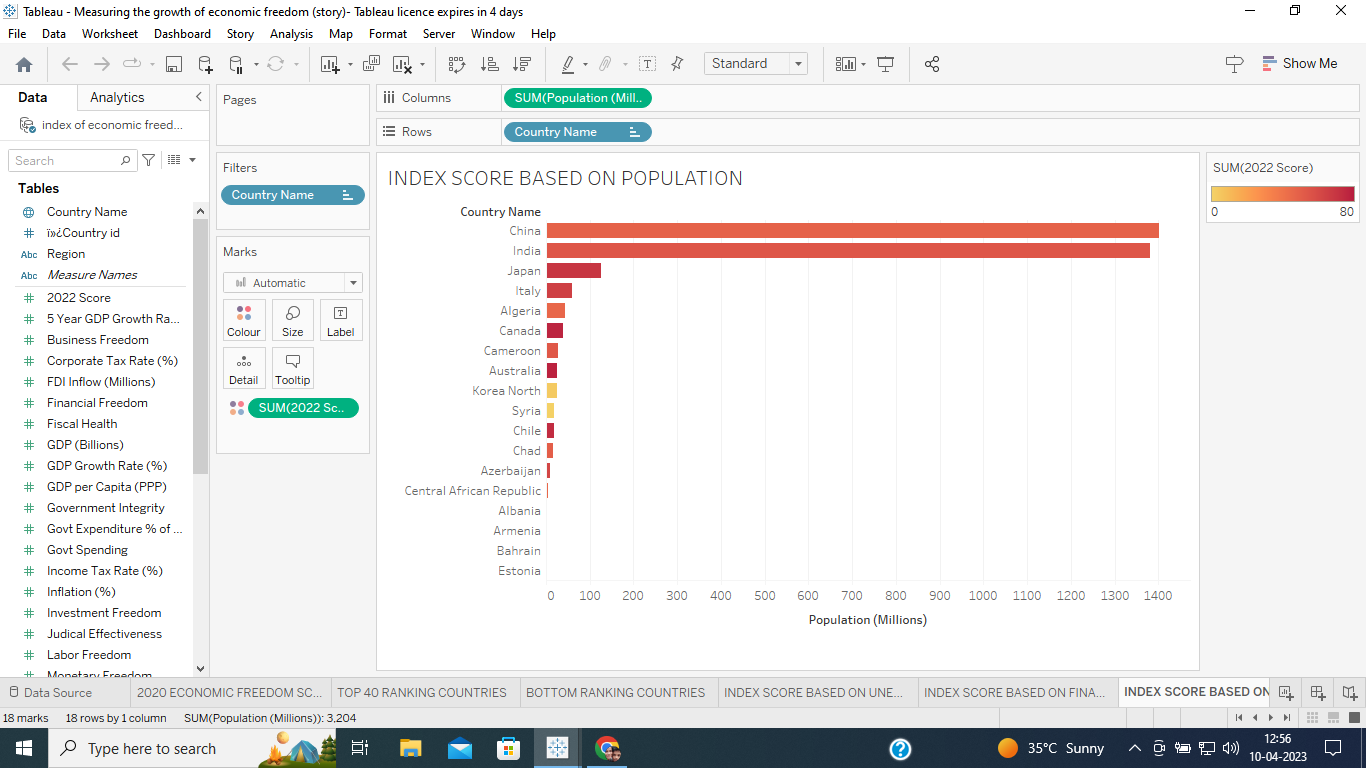 Tableau - Measuring the growth of economic freedom (story)- Tableau licence expires in 4 days
File Data Worksheet Dashboard Story Analysis Map Format Server Window Help
Standard
Show Me
Data Analytics
index of economic freed...
Search
Tables
Country Name
ï»¿Country id
Abc Region
Abc Measure Names
2022 Score
5 Year GDP Growth Ra...
Business Freedom
Corporate Tax Rate (%)
FDI Inflow (Millions)
Financial Freedom
Fiscal Health
GDP (Billions)
GDP Growth Rate (%)
GDP per Capita (PPP)
Government Integrity
Govt Expenditure % of ...
Govt Spending
Income Tax Rate (%)
Inflation (%)
Investment Freedom
Judical Effectiveness
Labor Freedom
Monetary Freedom
Pages
Filters
Country Name
Marks
Automatic
Colour Size Label
Detail Tooltip
SUM(2022 Sc..
Columns SUM(Population (Mill..
Rows Country Name
INDEX SCORE BASED ON POPULATION
Country Name
China
India
Japan
Italy
Algeria
Canada
Cameroon
Australia
Korea North
Syria
Chile
Chad
Azerbaijan
Central African Republic
Albania
Armenia
Bahrain
Estonia
0 100 200 300 400 500 600 700 800 900 1000 1100 1200 1300 1400
Population (Millions)
SUM(2022 Score)
0 80
Data Source 2020 ECONOMIC FREEDOM SC... TOP 40 RANKING COUNTRIES BOTTOM RANKING COUNTRIES INDEX SCORE BASED ON UNE... INDEX SCORE BASED ON FINA... INDEX SCORE BASED ON
18 marks 18 rows by 1 column SUM(Population (Millions)): 3,204
Type here to search
35°C Sunny
12:56
10-04-2023